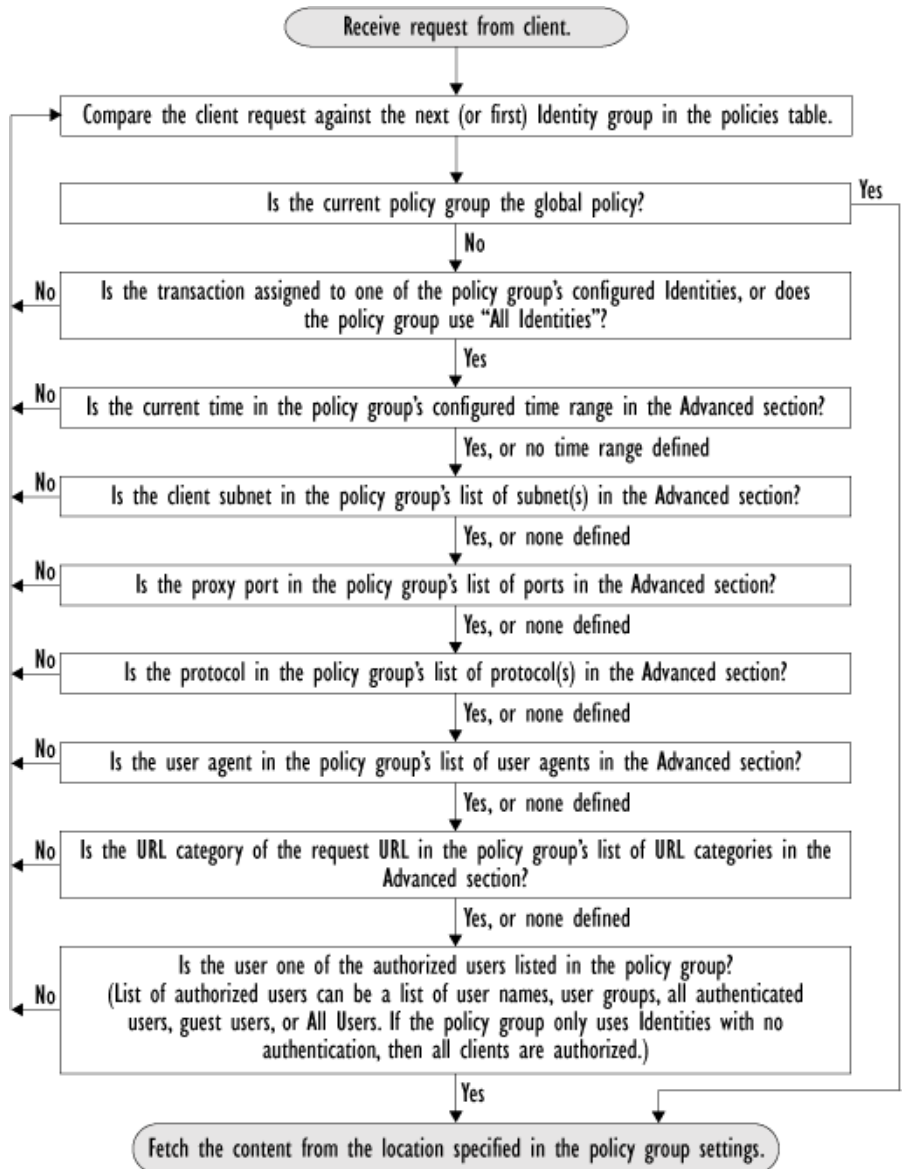 Receive request from client.
Compare the client request against the next (or first) Identity group in the policies table.
Is the current policy group the global policy?
Yes
No
Is the transaction assigned to one of the policy group's configured Identities, or does
the policy group use “All Identities”?
No
Yes
Is the current time in the policy group's configured time range in the Advanced section?
No
Yes, or no time range defined
Is the client subnet in the policy group's list of subnet(s) in the Advanced section?
No
Yes, or none defined
Is the proxy port in the policy group's list of ports in the Advanced section?
No
Yes, or none defined
Is the protocol in the policy group's list of protocol(s) in the Advanced section?
No
Yes, or none defined
Is the user agent in the policy group's list of user agents in the Advanced section?
No
Yes, or none defined
Is the URL category of the request URL in the policy group's list of URL categories in the
Advanced section?
No
Yes, or none defined
Is the user one of the authorized users listed in the policy group?
(List of authorized users can be a list of user names, user groups, all authenticated
users, guest users, or All Users. If the policy group only uses Identities with no
authentication, then all clients are authorized.)
No
Yes
Fetch the content from the location specified in the policy group settings.